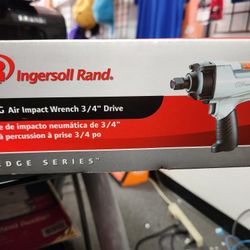 Ingersoll Rand®
G Air Impact Wrench 3/4" Drive
e de impacto neumática de 3/4"
à percussion à prise 3/4 po
EDGE SERIES™